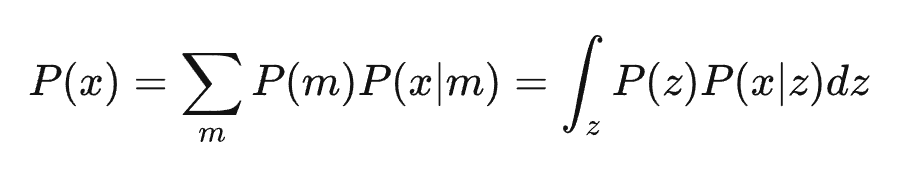 P(x) = ∑_m P(m)P(x|m) = ∫_z P(z)P(x|z)dz